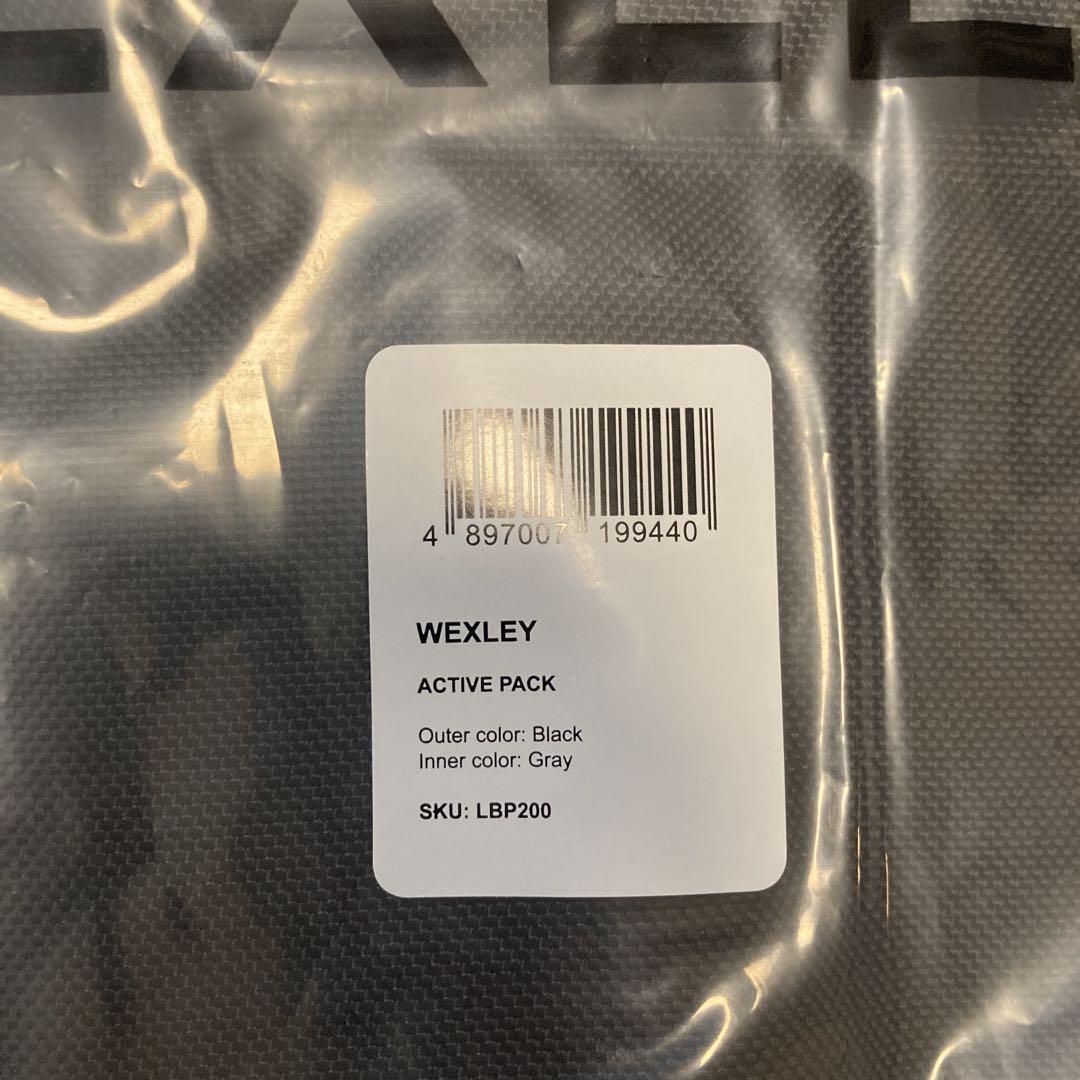 4 897007 199440
WEXLEY
ACTIVE PACK
Outer color: Black
Inner color: Gray
SKU: LBP200